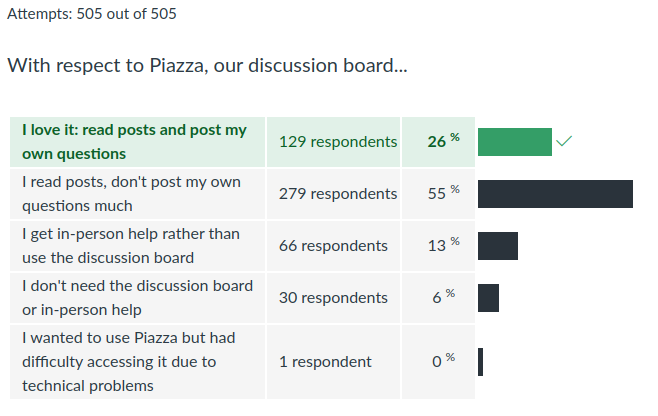 Attempts: 505 out of 505
With respect to Piazza, our discussion board...
I love it: read posts and post my
own questions
129 respondents
26 %
I read posts, don't post my own
questions much
279 respondents
55 %
I get in-person help rather than
use the discussion board
66 respondents
13 %
I don't need the discussion board
or in-person help
30 respondents
6 %
I wanted to use Piazza but had
difficulty accessing it due to
technical problems
1 respondent
0 %